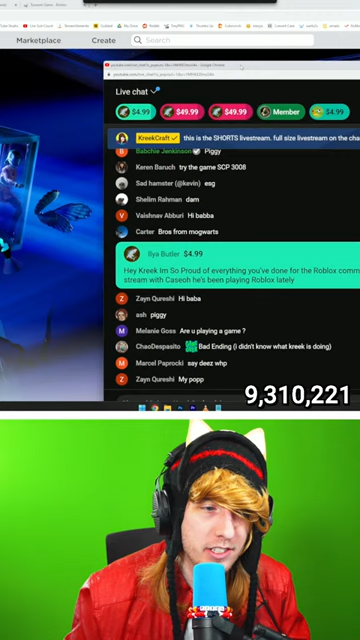 Marketplace Create Search
Live chat
$4.99 $49.99 $49.99 Member $4.99
KreekCraft this is the SHORTS livestream. full size livestream on the cha
Babchie Jenkinson Piggy
Keren Baruch try the game SCP 3008
Sad hamster (@kevin) esg
Shelim Rahman dam
Vaishnav Abburi Hi babba
Carter Bros from mogwarts
Ilya Butler $4.99
Hey Kreek Im So Proud of everything you've done for the Roblox comm
stream with Caseoh he's been playing Roblox lately
Zayn Qureshi Hi baba
ash piggy
Melanie Goss Are u playing a game ?
ChaoDespasito Bad Ending (i didn't know what kreek is doing)
Marcel Paprocki say deez whp
Zayn Qureshi My popp
9,310,221